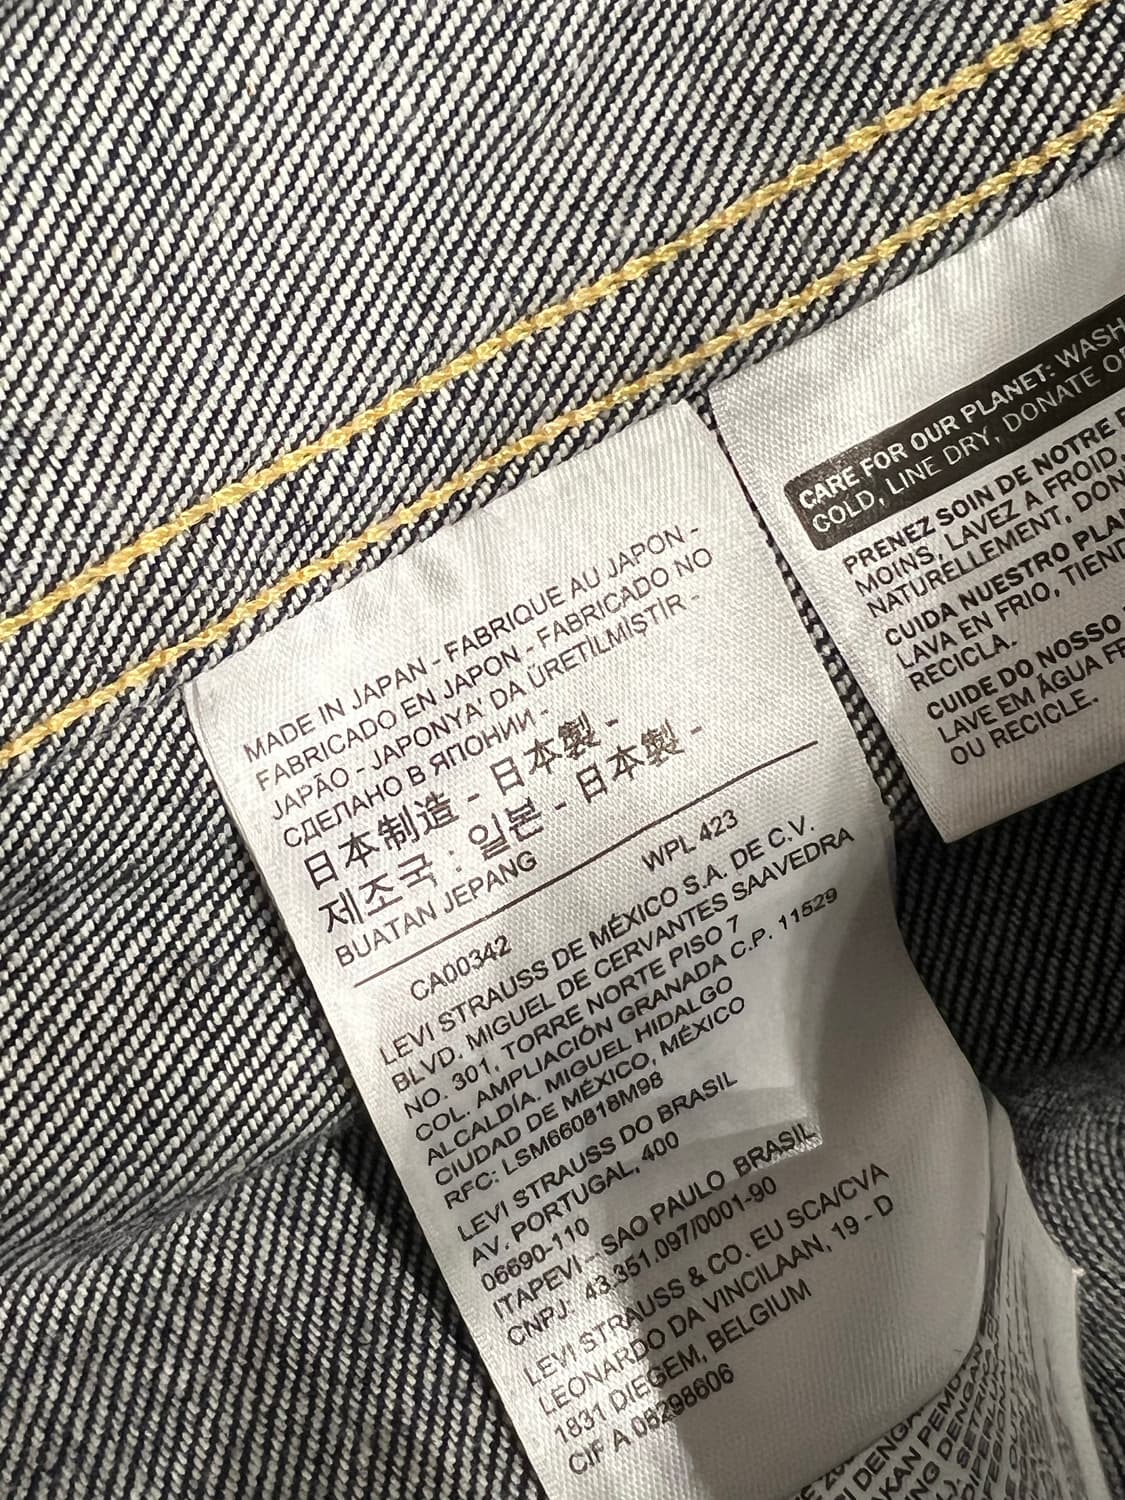 MADE IN JAPAN - FABRIQUE AU JAPON -
FABRICADO EN JAPON - FABRICADO NO
JAPÃO - JAPONYA' DA ÜRETİLMİŞTİR -
СДЕЛАНО В ЯПОНИИ -
日本制造 - 日本製 -
제조국 : 일본 - 日本製 -
BUATAN JEPANG
CA00342 WPL 423
LEVI STRAUSS DE MÉXICO S.A. DE C.V.
BLVD. MIGUEL DE CERVANTES SAAVEDRA
NO. 301, TORRE NORTE PISO 7
COL. AMPLIACIÓN GRANADA C.P. 11529
ALCALDÍA. MIGUEL HIDALGO
CIUDAD DE MÉXICO, MÉXICO
RFC: LSM660818M98
LEVI STRAUSS DO BRASIL
AV. PORTUGAL, 400
06690-110
ITAPEVI - SAO PAULO BRASIL
CNPJ: 43.351.097/0001-90
LEVI STRAUSS & CO. EU SCA/CVA
LEONARDO DA VINCILAAN, 19 - D
1831 DIEGEM, BELGIUM
CIF A 08298606
CARE FOR OUR PLANET: WASH
COLD, LINE DRY, DONATE
PRENEZ SOIN DE NOTRE
MOINS, LAVEZ A FROID,
NATURELLEMENT,
CUIDA NUESTRO
LAVA EN FRIO,
RECICLA.
CUIDE DO NOSSO
LAVE EM ÁGUA
OU RECICLE.
DENGAN